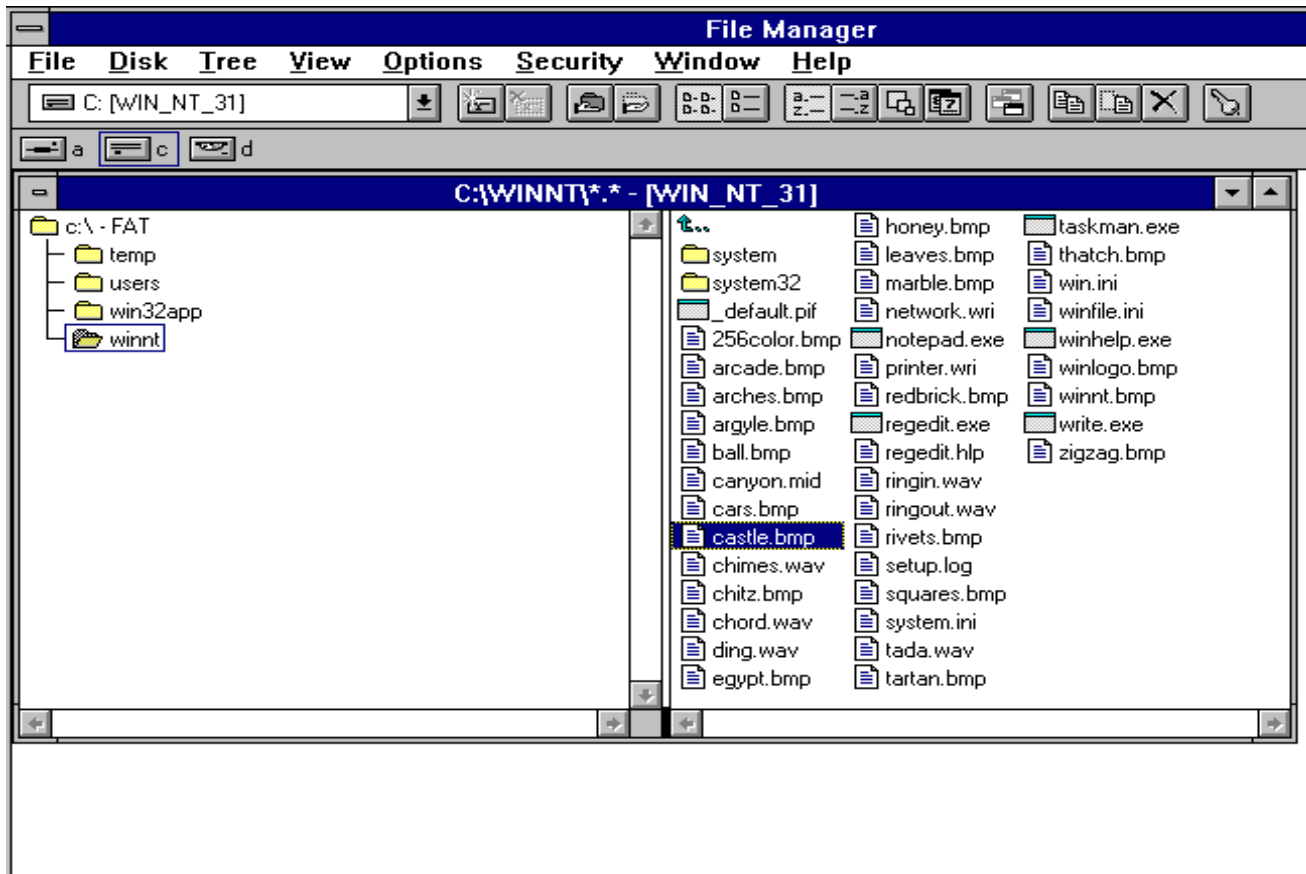 File Manager
File Disk Tree View Options Security Window Help
C: [WIN_NT_31]
a c d
C:\WINNT\*.* - [WIN_NT_31]
c:\ - FAT
temp
users
win32app
winnt
..
system
system32
_default.pif
256color.bmp
arcade.bmp
arches.bmp
argyle.bmp
ball.bmp
canyon.mid
cars.bmp
castle.bmp
chimes.wav
chitz.bmp
chord.wav
ding.wav
egypt.bmp
honey.bmp
leaves.bmp
marble.bmp
network.wri
notepad.exe
printer.wri
redbrick.bmp
regedit.exe
regedit.hlp
ringin.wav
ringout.wav
rivets.bmp
setup.log
squares.bmp
system.ini
tada.wav
tartan.bmp
taskman.exe
thatch.bmp
win.ini
winfile.ini
winhelp.exe
winlogo.bmp
winnt.bmp
write.exe
zigzag.bmp